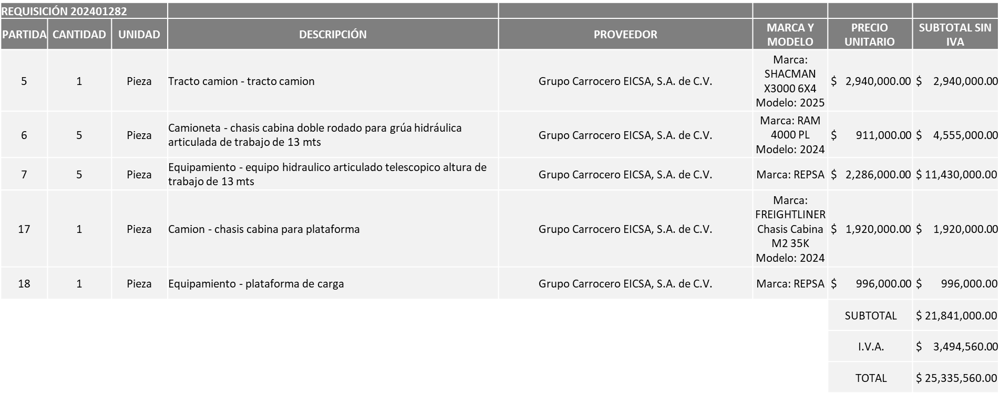 REQUISICIÓN 202401282
PARTIDA CANTIDAD UNIDAD DESCRIPCIÓN PROVEEDOR MARCA Y MODELO PRECIO UNITARIO SUBTOTAL SIN IVA
5 1 Pieza Tracto camion - tracto camion Grupo Carrocero EICSA, S.A. de C.V. Marca: SHACMAN X3000 6X4 Modelo: 2025 $ 2,940,000.00 $ 2,940,000.00
6 5 Pieza Camioneta - chasis cabina doble rodado para grúa hidráulica articulada de trabajo de 13 mts Grupo Carrocero EICSA, S.A. de C.V. Marca: RAM 4000 PL Modelo: 2024 $ 911,000.00 $ 4,555,000.00
7 5 Pieza Equipamiento - equipo hidraulico articulado telescopico altura de trabajo de 13 mts Grupo Carrocero EICSA, S.A. de C.V. Marca: REPSA $ 2,286,000.00 $ 11,430,000.00
17 1 Pieza Camion - chasis cabina para plataforma Grupo Carrocero EICSA, S.A. de C.V. Marca: FREIGHTLINER Chasis Cabina M2 35K Modelo: 2024 $ 1,920,000.00 $ 1,920,000.00
18 1 Pieza Equipamiento - plataforma de carga Grupo Carrocero EICSA, S.A. de C.V. Marca: REPSA $ 996,000.00 $ 996,000.00
SUBTOTAL $ 21,841,000.00
I.V.A. $ 3,494,560.00
TOTAL $ 25,335,560.00